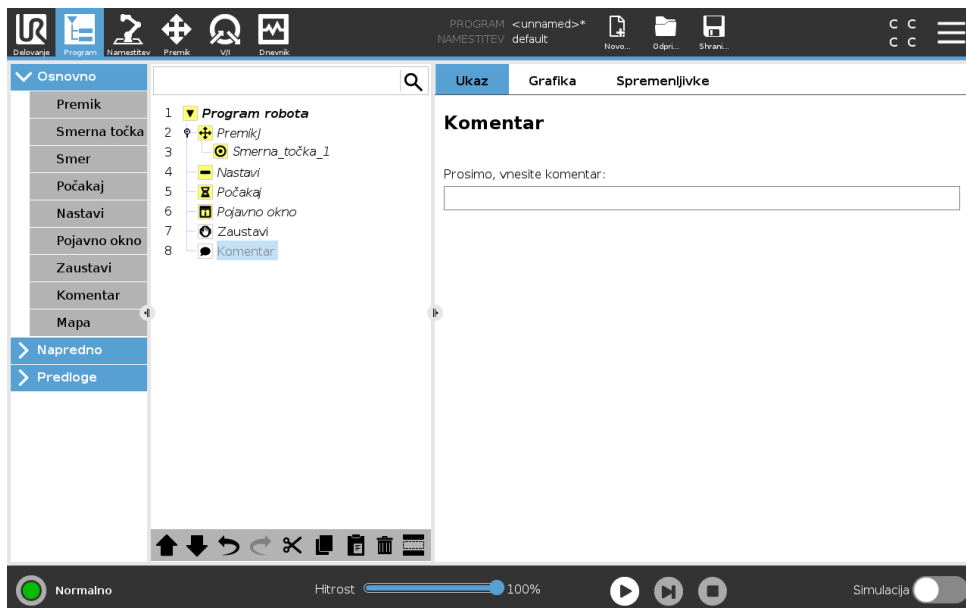 UR
Delovanje
Program
Namestitev
Premik
V/I
Dnevnik
PROGRAM <unnamed>*
NAMESTITEV default
Novo...
Odpri...
Shrani...
C C
C C
Osnovno
Premik
Smerna točka
Smer
Počakaj
Nastavi
Pojavno okno
Zaustavi
Komentar
Mapa
Napredno
Predloge
1 Program robota
2 PremikJ
3 Smerna_točka_1
4 Nastavi
5 Počakaj
6 Pojavno okno
7 Zaustavi
8 Komentar
Ukaz
Grafika
Spremenljivke
Komentar
Prosimo, vnesite komentar:
Normalno
Hitrost
100%
Simulacija